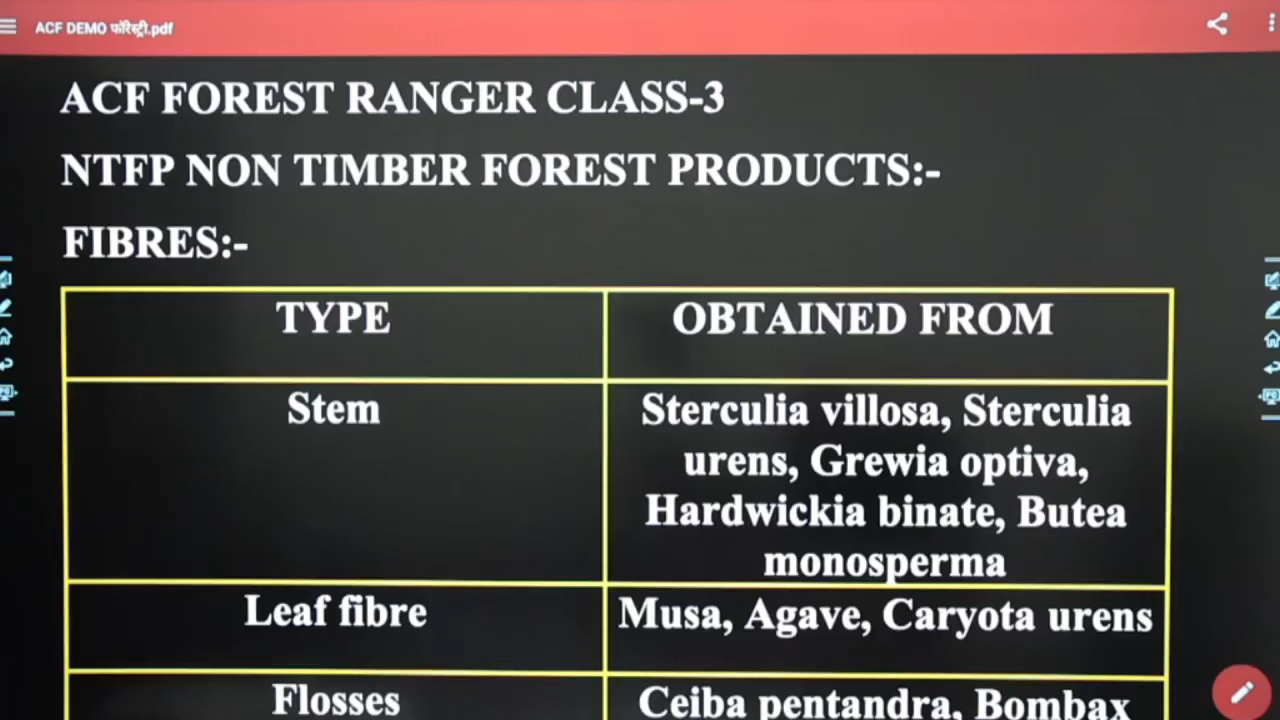 ACF DEMO फॉरेस्ट्री.pdf
ACF FOREST RANGER CLASS-3
NTFP NON TIMBER FOREST PRODUCTS:-
FIBRES:-
TYPE
OBTAINED FROM
Stem
Sterculia villosa, Sterculia
urens, Grewia optiva,
Hardwickia binate, Butea
monosperma
Leaf fibre
Musa, Agave, Caryota urens
Flosses
Ceiba pentandra, Bombax